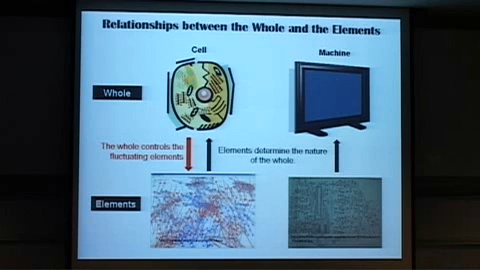 Relationships between the Whole and the Elements
Cell
Machine
Whole
The whole controls the
fluctuating elements
Elements determine the nature
of the whole.
Elements